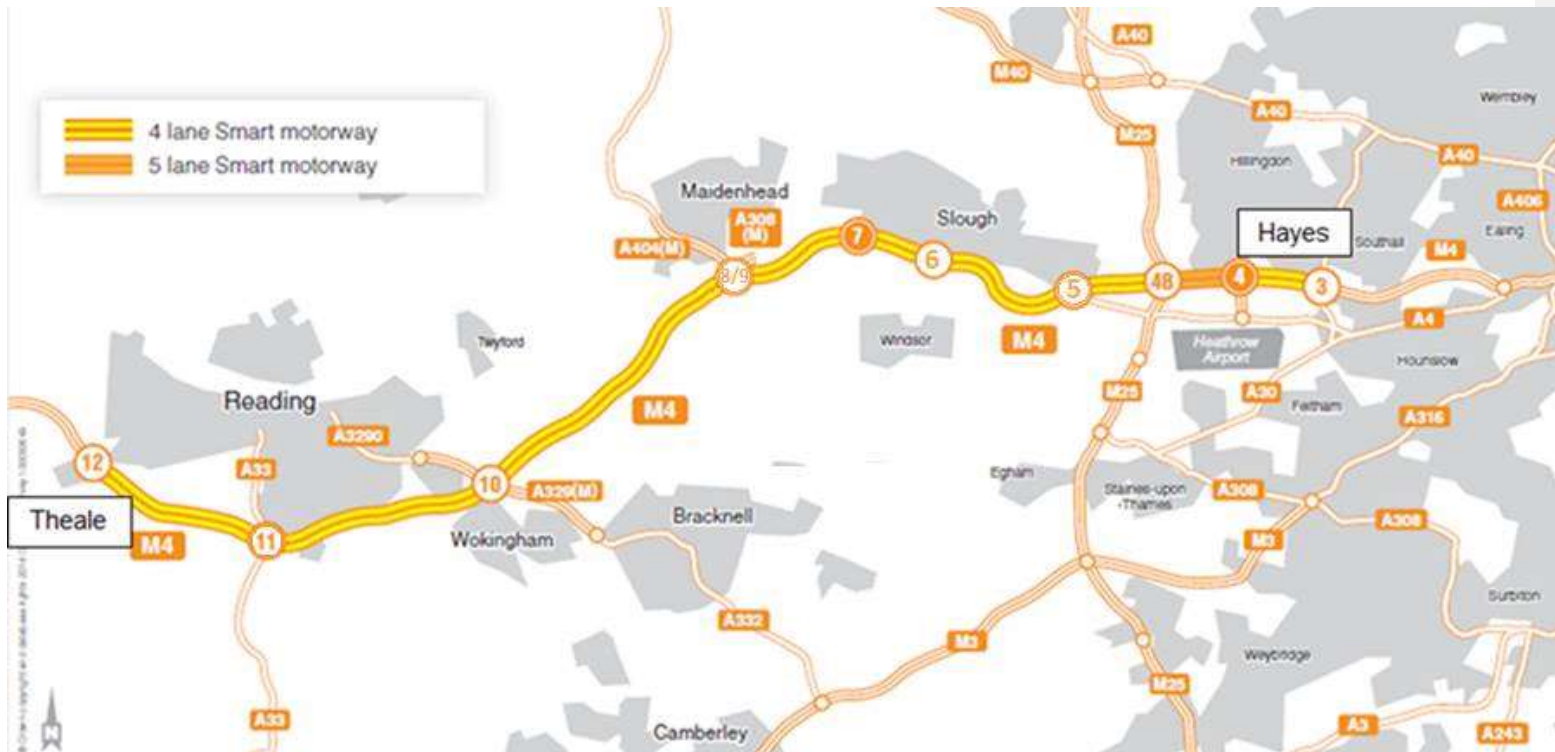 4 lane Smart motorway
5 lane Smart motorway
A40
M40
Wembley
A40
M25
Hillingdon
A40
Maidenhead
A308
(M)
Slough
A406
A404(M)
7
Hayes
Southall
Ealing
M4
6
8/9
5
4B
4
3
A4
Twyford
Windsor
M4
Heathrow
Airport
Hounslow
Reading
M4
M25
A30
Feltham
A316
A3290
12
A33
Egham
Staines-upon
-Thames
A308
10
A329(M)
Theale
M4
11
Wokingham
Bracknell
A308
M3
A332
M3
Surbiton
Weybridge
M25
A33
Camberley
A3
A243
N